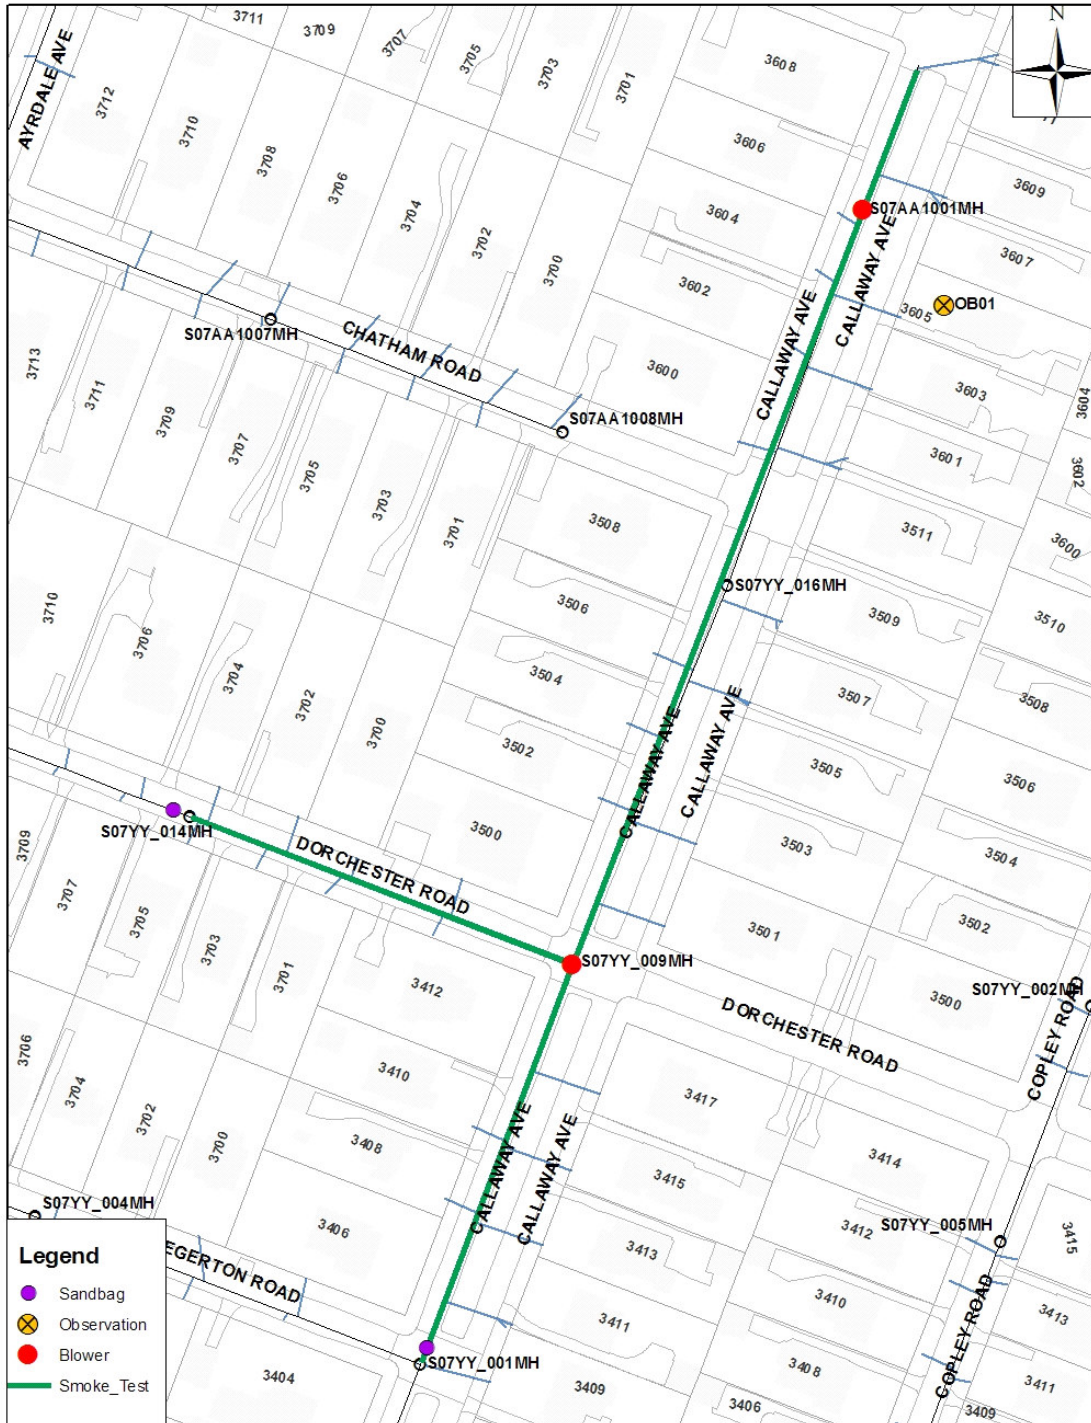 3711
3709
3707
3705
3703
3701
3608
N
AYRDALE AVE
3712
3710
3708
3706
3704
3702
3700
3606
3604
3602
3600
3609
S07AA1001MH
3607
CALLAWAY AVE
CALLAWAY AVE
3605
OB01
3603
3604
3601
3602
3511
3600
S07AA1007MH
CHATHAM ROAD
S07AA1008MH
3713
3711
3709
3707
3705
3703
3701
3508
S07YY_016MH
3506
3509
3510
3504
3507
3508
3502
3505
3506
CALLAWAY AVE
CALLAWAY AVE
3710
3706
3704
3702
3700
3500
3503
3504
S07YY_014MH
DORCHESTER ROAD
3709
3707
3705
3703
3701
3501
3502
S07YY_009MH
3412
3500
S07YY_002MH
DORCHESTER ROAD
COPLEY ROAD
3706
3704
3702
3700
3410
3408
3406
3417
3414
3415
3412
S07YY_005MH
3415
CALLAWAY AVE
CALLAWAY AVE
S07YY_004MH
EGERTON ROAD
3413
3410
3413
3411
3408
3411
COPLEY ROAD
S07YY_001MH
3404
3409
3406
3409
Legend
Sandbag
Observation
Blower
Smoke_Test